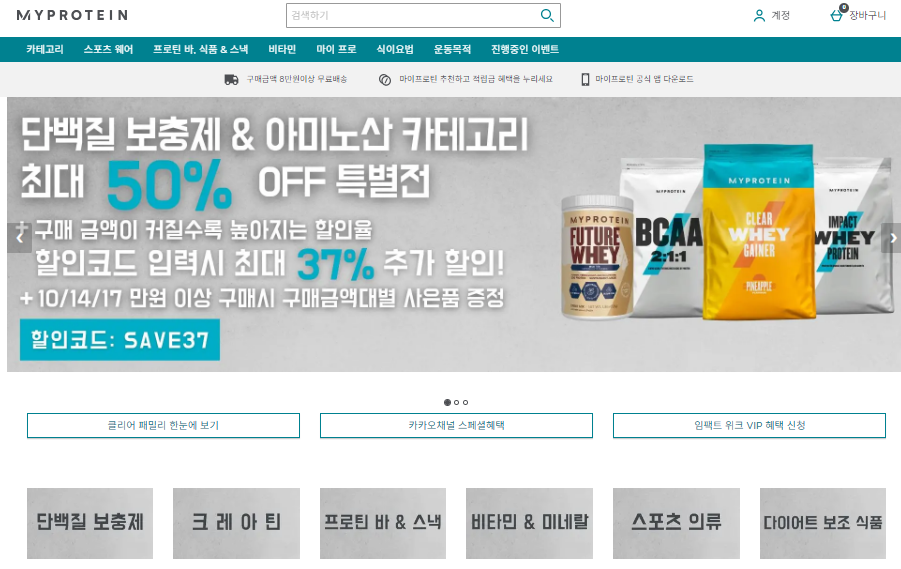 MYPROTEIN
검색하기
계정
0
장바구니
카테고리 스포츠 웨어 프로틴 바, 식품 & 스낵 비타민 마이 프로 식이요법 운동목적 진행중인 이벤트
구매금액 8만원이상 무료배송
마이프로틴 추천하고 적립금 혜택을 누리세요
마이프로틴 공식 앱 다운로드
단백질 보충제 & 아미노산 카테고리
최대 50% OFF 특별전
+ 구매 금액이 커질수록 높아지는 할인율
할인코드 입력시 최대 37% 추가 할인!
+ 10/14/17 만원 이상 구매시 구매금액대별 사은품 증정
할인코드: SAVE37
MYPROTEIN
FUTURE
WHEY
MYPROTEIN
BCAA
2:1:1
MYPROTEIN
CLEAR
WHEY
GAINER
PINEAPPLE
MYPROTEIN
IMPACT
WHEY
PROTEIN
클리어 패밀리 한눈에 보기
카카오채널 스페셜혜택
임팩트 위크 VIP 혜택 신청
단백질 보충제
크 레 아 틴
프로틴 바 & 스낵
비타민 & 미네랄
스포츠 의류
다이어트 보조 식품